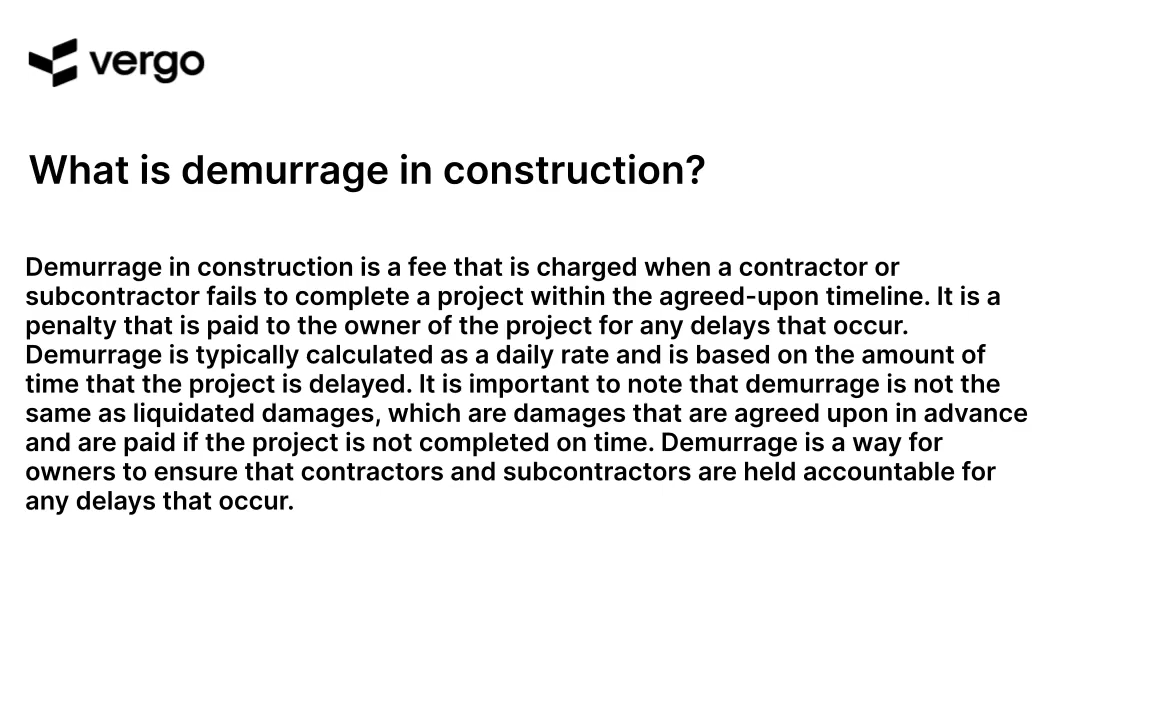 vergo
What is demurrage in construction?
Demurrage in construction is a fee that is charged when a contractor or
subcontractor fails to complete a project within the agreed-upon timeline. It is a
penalty that is paid to the owner of the project for any delays that occur.
Demurrage is typically calculated as a daily rate and is based on the amount of
time that the project is delayed. It is important to note that demurrage is not the
same as liquidated damages, which are damages that are agreed upon in advance
and are paid if the project is not completed on time. Demurrage is a way for
owners to ensure that contractors and subcontractors are held accountable for
any delays that occur.